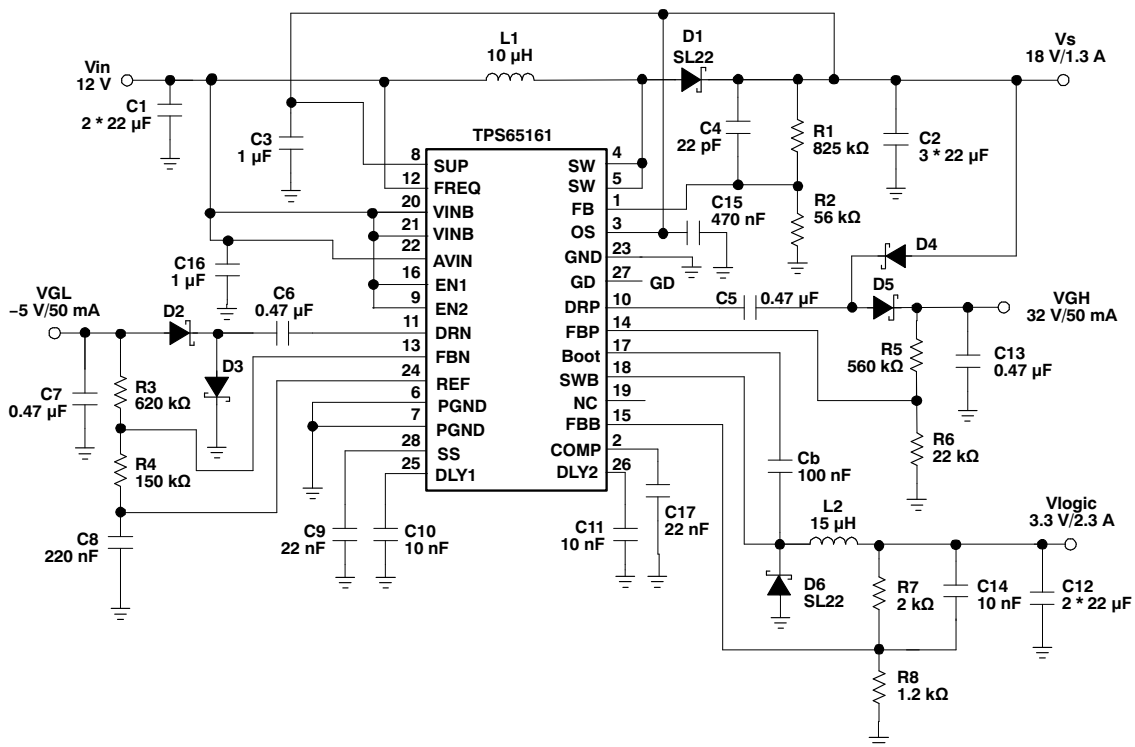 L1
10 µH
D1
SL22
Vs
18 V/1.3 A
Vin
12 V
C1
2 * 22 µF
C3
1 µF
C4
22 pF
R1
825 kΩ
C2
3 * 22 µF
TPS65161
8
SUP
12
FREQ
20
VINB
21
VINB
22
AVIN
16
EN1
9
EN2
11
DRN
13
FBN
24
REF
6
PGND
7
PGND
28
SS
25
DLY1
SW
4
SW
5
FB
1
OS
3
GND
23
GD
27
GD
DRP
10
FBP
14
Boot
17
SWB
18
NC
19
FBB
15
COMP
2
DLY2
26
C15
470 nF
R2
56 kΩ
C16
1 µF
D4
D5
C5
0.47 µF
VGH
32 V/50 mA
VGL
–5 V/50 mA
D2
C6
0.47 µF
D3
R5
560 kΩ
C13
0.47 µF
C7
0.47 µF
R3
620 kΩ
R4
150 kΩ
R6
22 kΩ
C8
220 nF
C9
22 nF
C10
10 nF
C11
10 nF
C17
22 nF
Cb
100 nF
L2
15 µH
Vlogic
3.3 V/2.3 A
D6
SL22
R7
2 kΩ
C14
10 nF
C12
2 * 22 µF
R8
1.2 kΩ